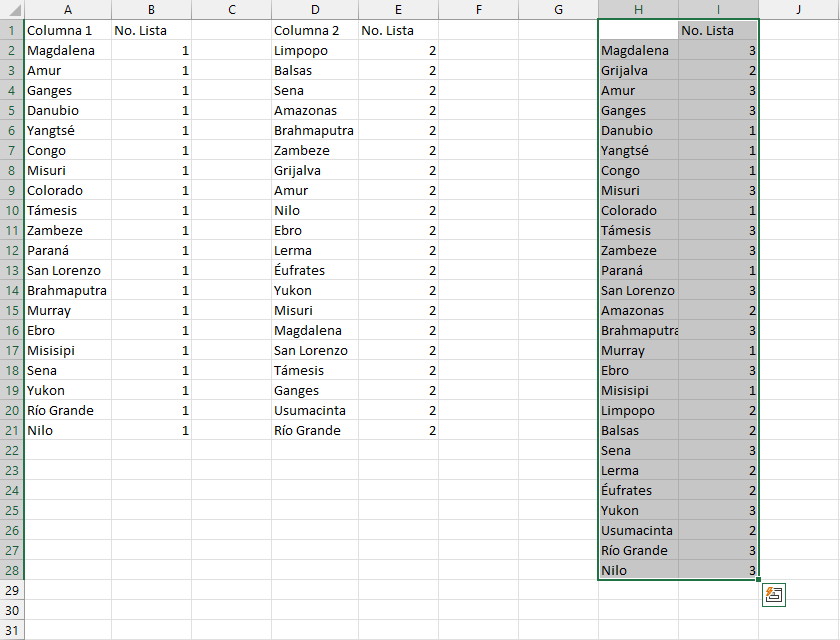 A B C D E F G H I J
1 Columna 1 No. Lista Columna 2 No. Lista No. Lista
2 Magdalena 1 Limpopo 2 Magdalena 3
3 Amur 1 Balsas 2 Grijalva 2
4 Ganges 1 Sena 2 Amur 3
5 Danubio 1 Amazonas 2 Ganges 3
6 Yangtsé 1 Brahmaputra 2 Danubio 1
7 Congo 1 Zambeze 2 Yangtsé 1
8 Misuri 1 Grijalva 2 Congo 1
9 Colorado 1 Amur 2 Misuri 3
10 Támesis 1 Nilo 2 Colorado 1
11 Zambeze 1 Ebro 2 Támesis 3
12 Paraná 1 Lerma 2 Zambeze 3
13 San Lorenzo 1 Éufrates 2 Paraná 1
14 Brahmaputra 1 Yukon 2 San Lorenzo 3
15 Murray 1 Misuri 2 Amazonas 2
16 Ebro 1 Magdalena 2 Brahmaputra 3
17 Misisipi 1 San Lorenzo 2 Murray 1
18 Sena 1 Támesis 2 Ebro 3
19 Yukon 1 Ganges 2 Misisipi 1
20 Río Grande 1 Usumacinta 2 Limpopo 2
21 Nilo 1 Río Grande 2 Balsas 2
22 Sena 3
23 Lerma 2
24 Éufrates 2
25 Yukon 3
26 Usumacinta 2
27 Río Grande 3
28 Nilo 3
29
30
31